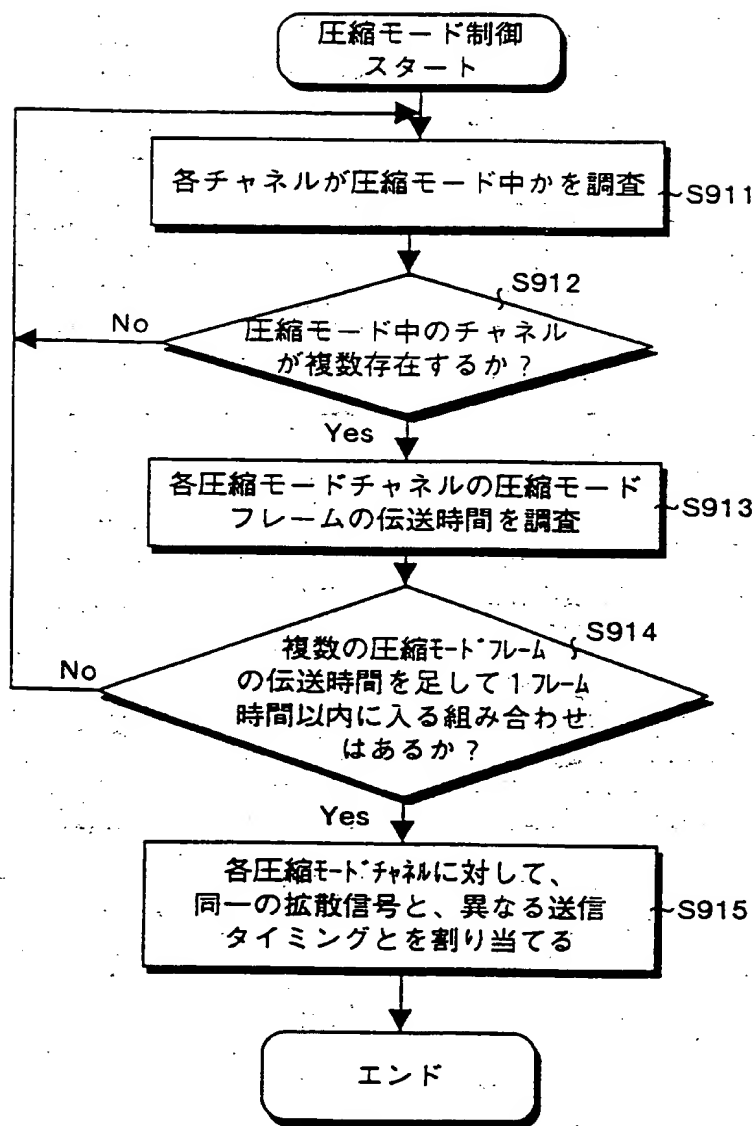 圧縮モード制御
スタート
各チャネルが圧縮モード中かを調査
~S911
S912
圧縮モード中のチャネル
が複数存在するか？
No
Yes
各圧縮モードチャネルの圧縮モード
フレームの伝送時間を調査
~S913
S914
複数の圧縮ﾓｰﾄﾞﾌﾚｰﾑ
の伝送時間を足して１ﾌﾚｰﾑ
時間以内に入る組み合わせ
はあるか？
No
Yes
各圧縮ﾓｰﾄﾞﾁｬﾈﾙに対して、
同一の拡散信号と、異なる送信
タイミングとを割り当てる
~S915
エンド